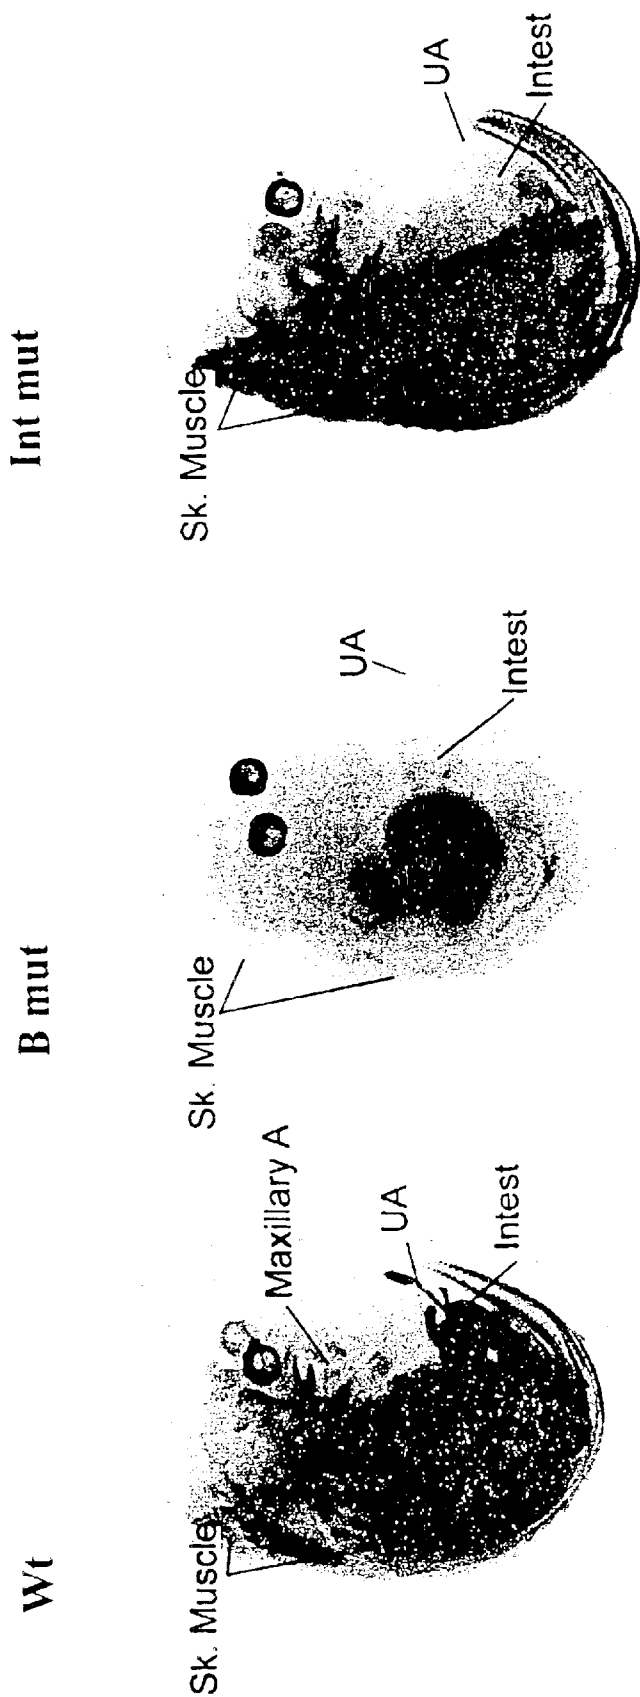 Wt
Sk. Muscle
Maxillary A
UA
Intest
B mut
Sk. Muscle
UA
Intest
Int mut
Sk. Muscle
UA
Intest